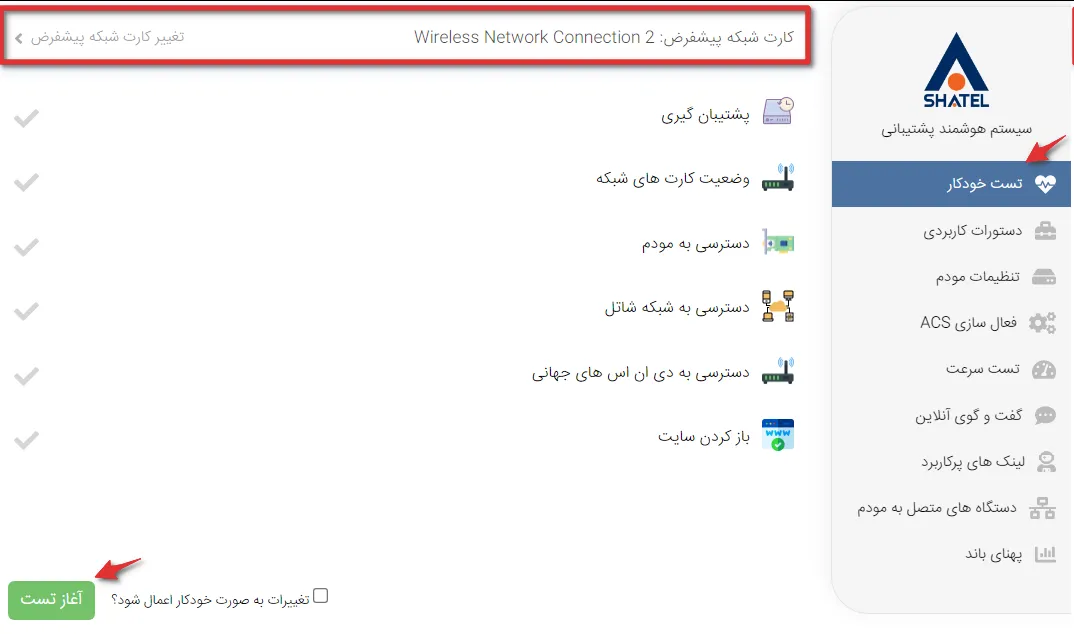 کارت شبکه پیشفرض: Wireless Network Connection 2
تغییر کارت شبکه پیشفرض
پشتیبان گیری
وضعیت کارت های شبکه
دسترسی به مودم
دسترسی به شبکه شاتل
دسترسی به دی ان اس های جهانی
WWW
باز کردن سایت
تغییرات به صورت خودکار اعمال شود؟
آغاز تست
SHATEL
سیستم هوشمند پشتیبانی
تست خودکار
دستورات کاربردی
تنظیمات مودم
فعال سازی ACS
تست سرعت
گفت و گوی آنلاین
لینک های پرکاربرد
دستگاه های متصل به مودم
پهنای باند